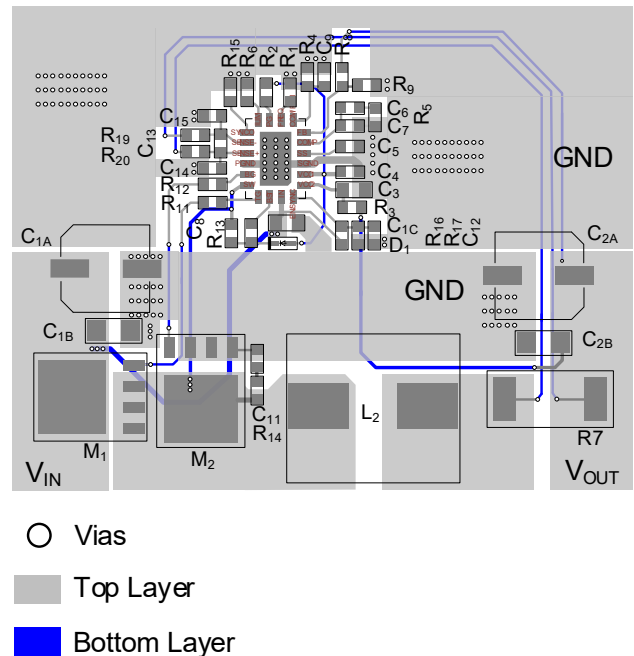 R15
R6
R2
R1
R4
C9
R8
R9
C15
C6
R5
R19
C13
C7
R20
C5
GND
C14
C4
R12
C3
R11
R3
C8
R13
C1A
C1C
R16
R17
C12
C2A
D1
GND
C1B
C2B
L2
C11
R14
M1
M2
R7
VIN
VOUT
Vias
Top Layer
Bottom Layer